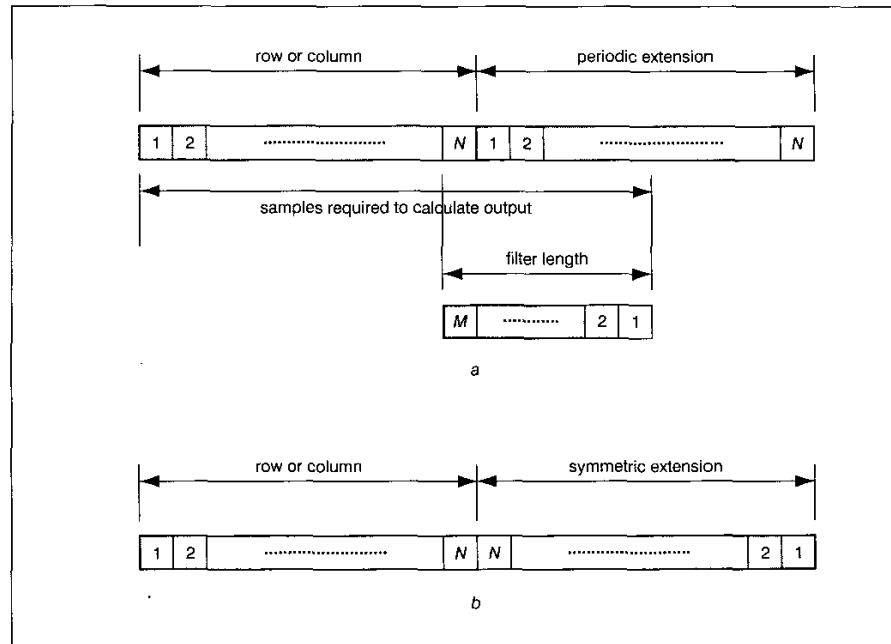 row or column periodic extension
1 2 ................... N 1 2 ................... N
samples required to calculate output
filter length
M .......... 2 1
a
row or column symmetric extension
1 2 ................... N N ................... 2 1
b